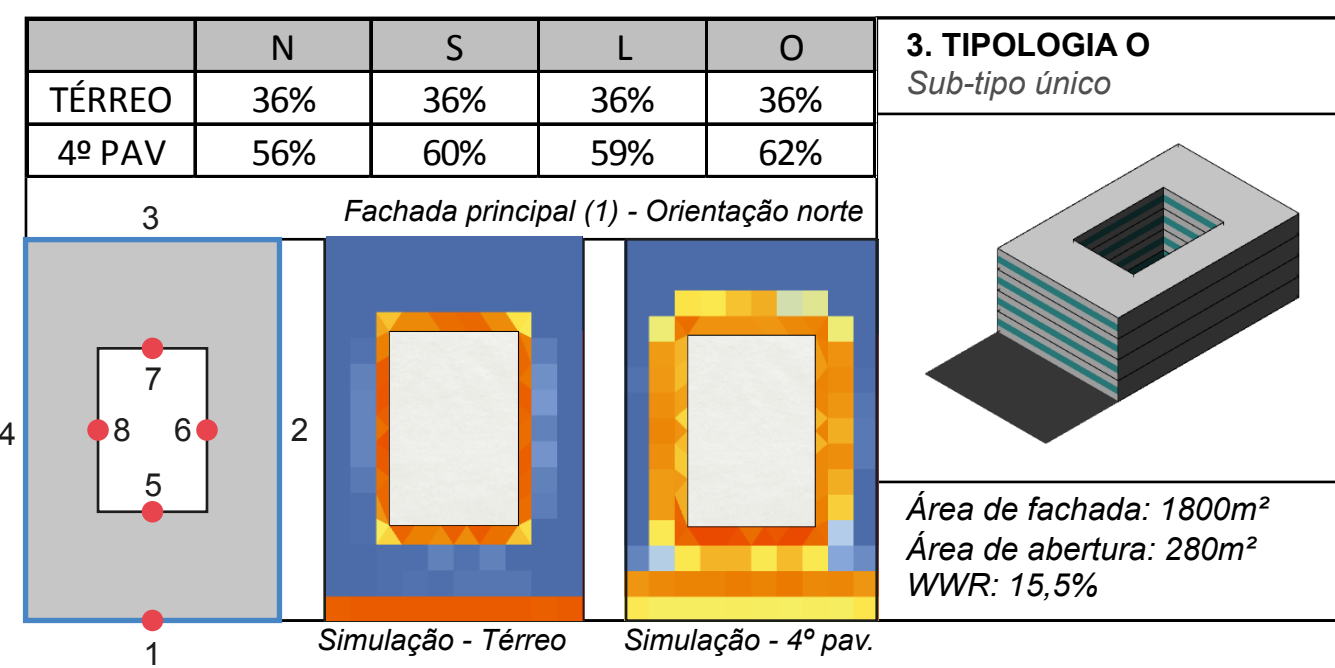 N S L O
TÉRREO 36% 36% 36% 36%
4º PAV 56% 60% 59% 62%
3. TIPOLOGIA O
Sub-tipo único
Fachada principal (1) - Orientação norte
3
7
4 8 6 2
5
1
Simulação - Térreo
Simulação - 4º pav.
Área de fachada: 1800m²
Área de abertura: 280m²
WWR: 15,5%